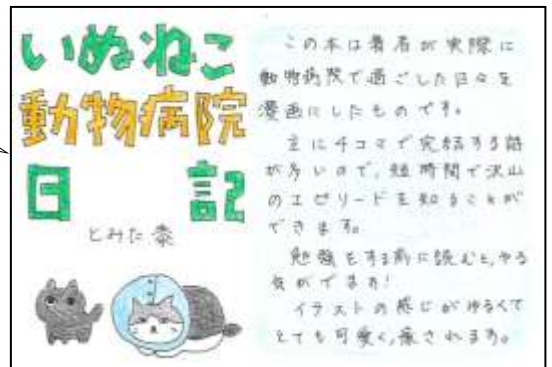 いぬねこ
動物病院
日記
とみた黍
この本は著者が実際に
動物病院で過ごした日々を
漫画にしたものです。
主に4コマで完結する話
が多いので、短時間で沢山
のエピソードを知ることが
できます。
勉強をする前に読むと、やる
気がでます!
イラストの感じがゆるくて
とても可愛く、癒されます。